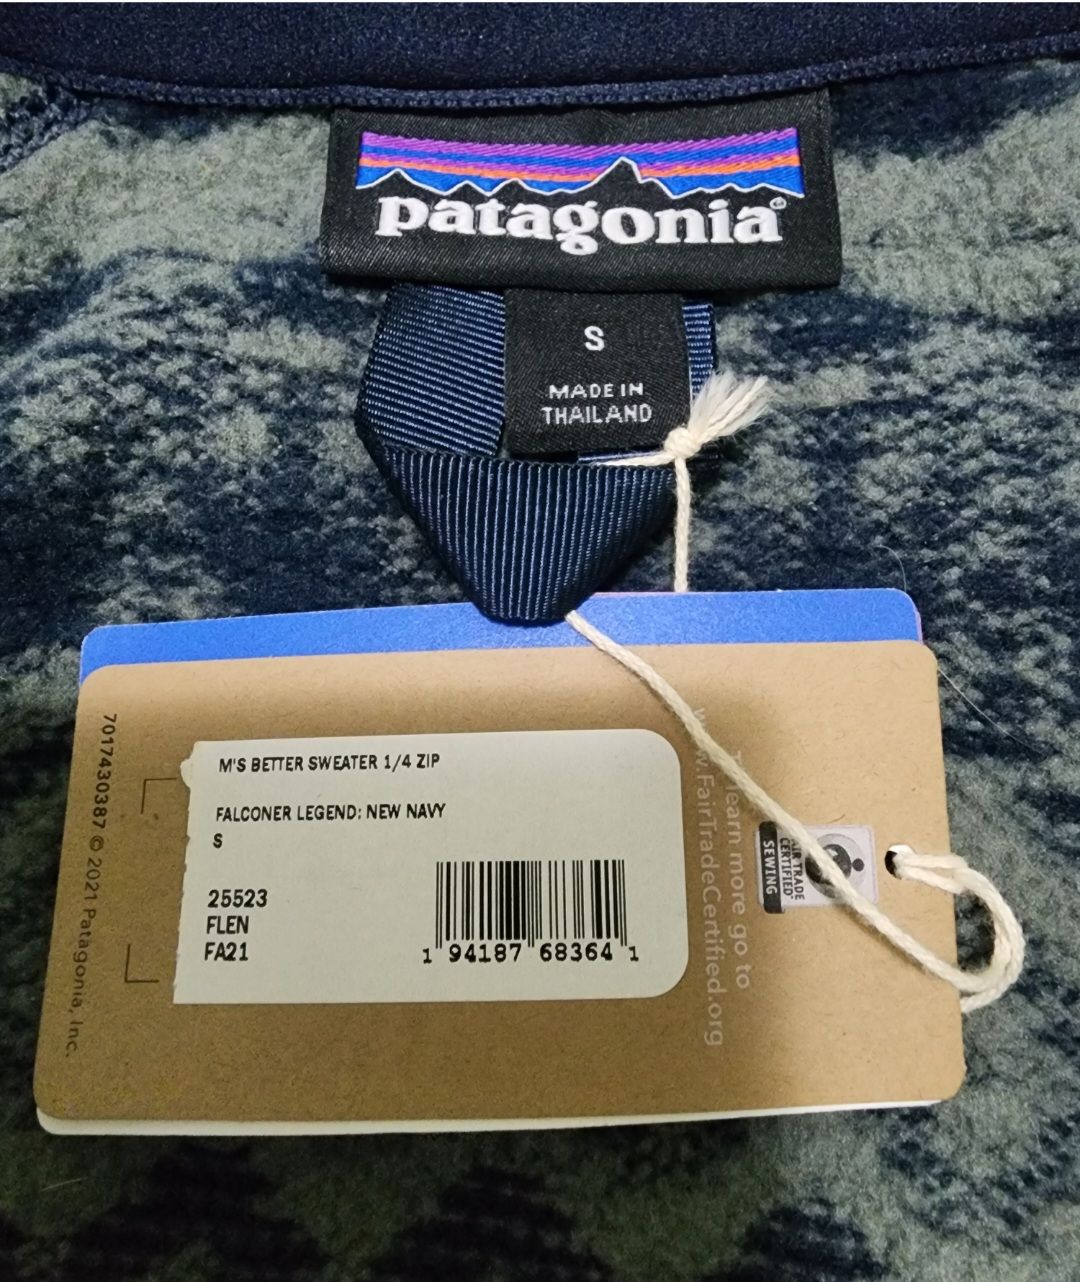 patagonia®
S
MADE IN
THAILAND
7017430387 © 2021 Patagonia, Inc.
M'S BETTER SWEATER 1/4 ZIP
FALCONER LEGEND: NEW NAVY
S
25523
FLEN
FA21
1 94187 68364 1
learn more go to
www.FairTradeCertified.org
FAIR TRADE
CERTIFIED
SEWING